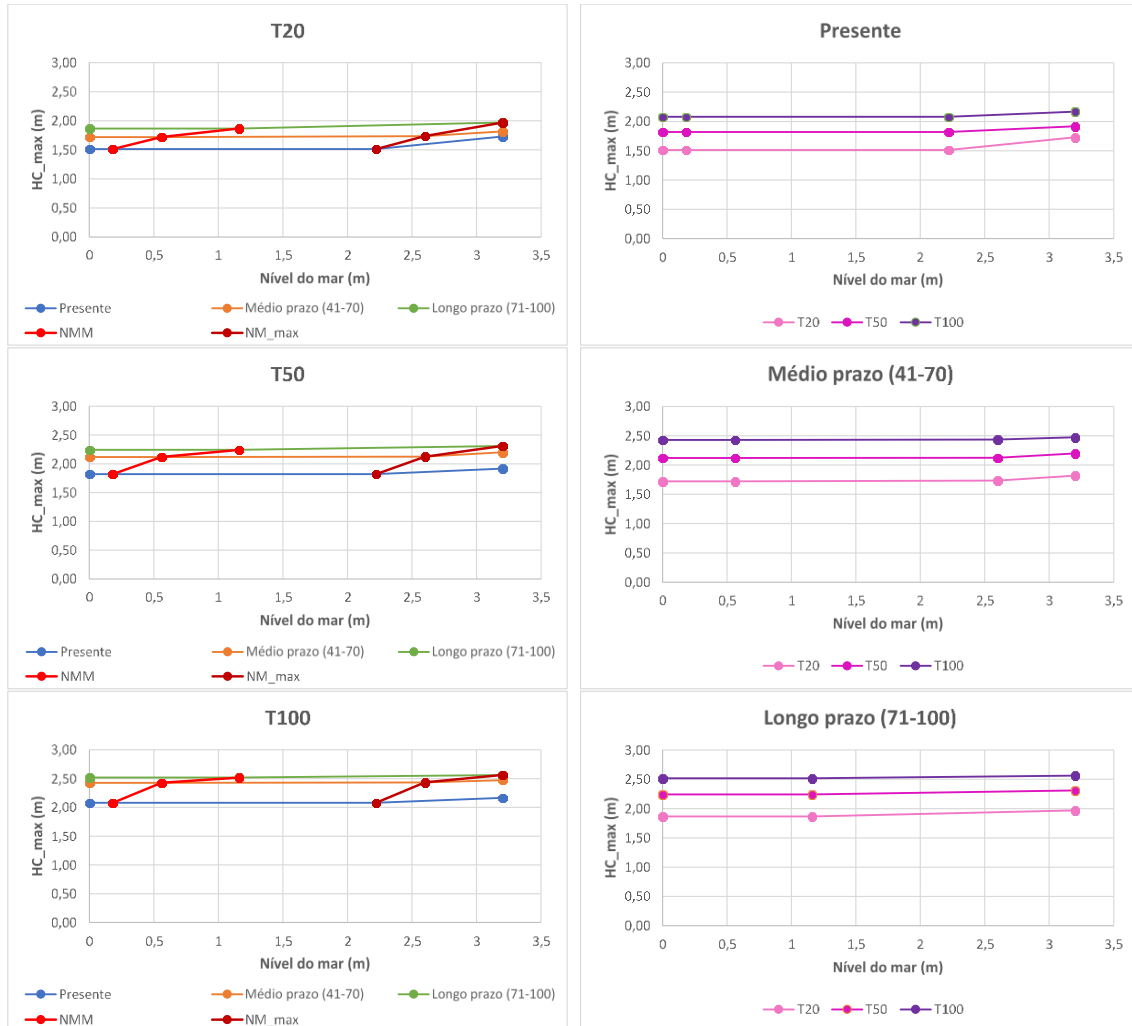 T20
3,00
2,50
2,00
1,50
1,00
0,50
0,00
HC_max (m)
0 0,5 1 1,5 2 2,5 3 3,5
Nível do mar (m)
Presente Médio prazo (41-70) Longo prazo (71-100)
NMM NM_max
Presente
3,00
2,50
2,00
1,50
1,00
0,50
0,00
HC_max (m)
0 0,5 1 1,5 2 2,5 3 3,5
Nível do mar (m)
T20 T50 T100
T50
3,00
2,50
2,00
1,50
1,00
0,50
0,00
HC_max (m)
0 0,5 1 1,5 2 2,5 3 3,5
Nível do mar (m)
Presente Médio prazo (41-70) Longo prazo (71-100)
NMM NM_max
Médio prazo (41-70)
3,00
2,50
2,00
1,50
1,00
0,50
0,00
HC_max (m)
0 0,5 1 1,5 2 2,5 3 3,5
Nível do mar (m)
T20 T50 T100
T100
3,00
2,50
2,00
1,50
1,00
0,50
0,00
HC_max (m)
0 0,5 1 1,5 2 2,5 3 3,5
Nível do mar (m)
Presente Médio prazo (41-70) Longo prazo (71-100)
NMM NM_max
Longo prazo (71-100)
3,00
2,50
2,00
1,50
1,00
0,50
0,00
HC_max (m)
0 0,5 1 1,5 2 2,5 3 3,5
Nível do mar (m)
T20 T50 T100